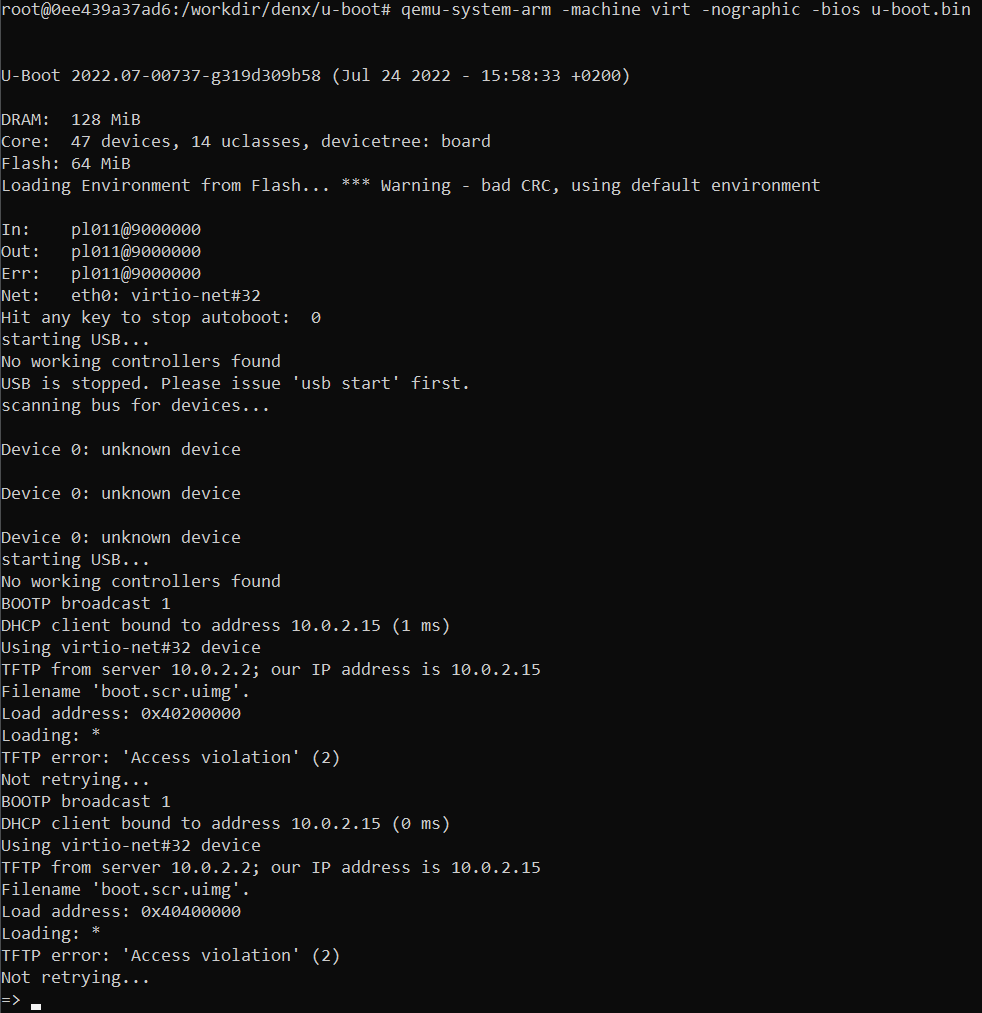 root@0ee439a37ad6:/workdir/denx/u-boot# qemu-system-arm -machine virt -nographic -bios u-boot.bin
U-Boot 2022.07-00737-g319d309b58 (Jul 24 2022 - 15:58:33 +0200)
DRAM:  128 MiB
Core:  47 devices, 14 uclasses, devicetree: board
Flash: 64 MiB
Loading Environment from Flash... *** Warning - bad CRC, using default environment
In:    pl011@9000000
Out:   pl011@9000000
Err:   pl011@9000000
Net:   eth0: virtio-net#32
Hit any key to stop autoboot:  0
starting USB...
No working controllers found
USB is stopped. Please issue 'usb start' first.
scanning bus for devices...
Device 0: unknown device
Device 0: unknown device
Device 0: unknown device
starting USB...
No working controllers found
BOOTP broadcast 1
DHCP client bound to address 10.0.2.15 (1 ms)
Using virtio-net#32 device
TFTP from server 10.0.2.2; our IP address is 10.0.2.15
Filename 'boot.scr.uimg'.
Load address: 0x40200000
Loading: *
TFTP error: 'Access violation' (2)
Not retrying...
BOOTP broadcast 1
DHCP client bound to address 10.0.2.15 (0 ms)
Using virtio-net#32 device
TFTP from server 10.0.2.2; our IP address is 10.0.2.15
Filename 'boot.scr.uimg'.
Load address: 0x40400000
Loading: *
TFTP error: 'Access violation' (2)
Not retrying...
=>